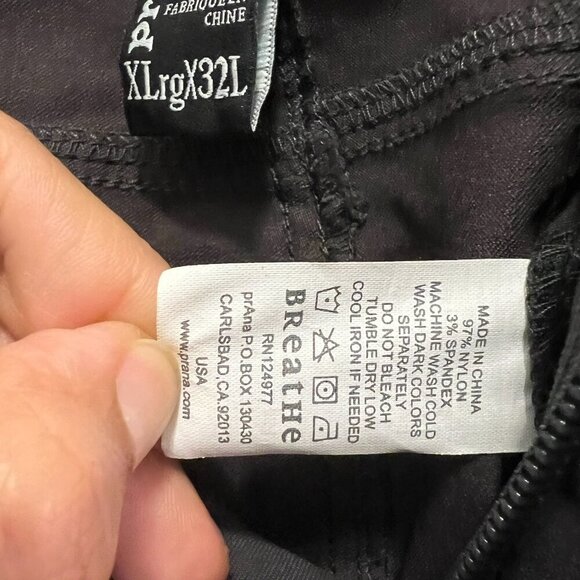 prA
FABRIQUE EN
CHINE
XLrgX32L
MADE IN CHINA
97% NYLON
3% SPANDEX
MACHINE WASH COLD
WASH DARK COLORS
SEPARATELY
DO NOT BLEACH
TUMBLE DRY LOW
COOL IRON IF NEEDED
BReatHe
RN124977
prAna P.O. BOX 130430
CARLSBAD, CA. 92013
USA
www.prana.com